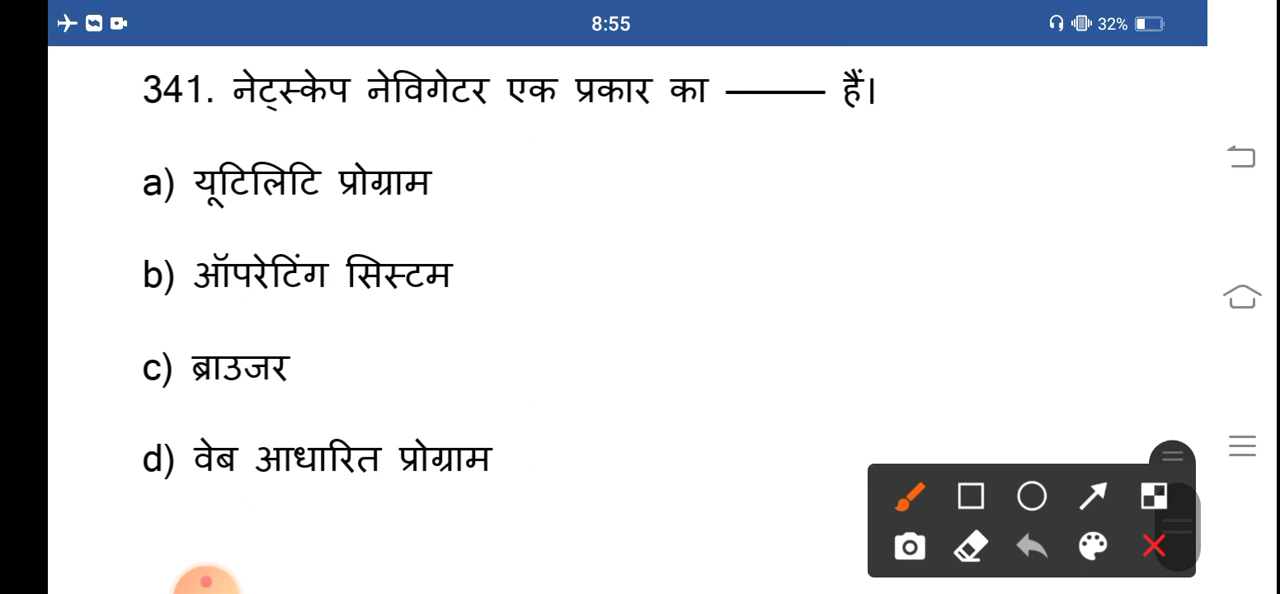 8:55
32%
341. नेट्स्केप नेविगेटर एक प्रकार का ——— हैं।
a) यूटिलिटि प्रोग्राम
b) ऑपरेटिंग सिस्टम
c) ब्राउजर
d) वेब आधारित प्रोग्राम